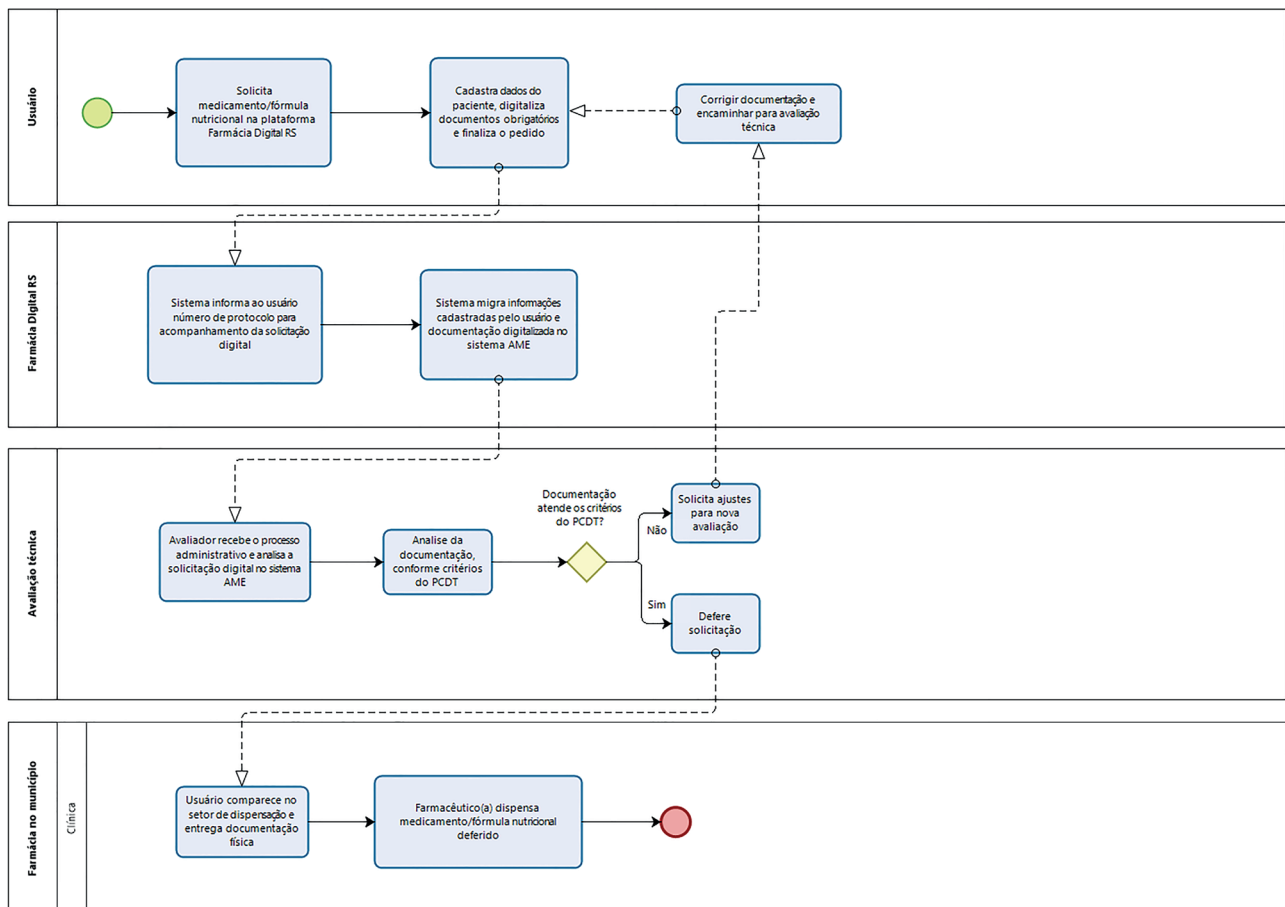 Usuário
Solicita
medicamento/fórmula
nutricional na plataforma
Farmácia Digital RS
Cadastra dados do
paciente, digitaliza
documentos obrigatórios
e finaliza o pedido
Corrigir documentação e
encaminhar para avaliação
técnica
Farmácia Digital RS
Sistema informa ao usuário
número de protocolo para
acompanhamento da solicitação
digital
Sistema migra informações
cadastradas pelo usuário e
documentação digitalizada no
sistema AME
Avaliação técnica
Avaliador recebe o processo
administrativo e analisa a
solicitação digital no sistema
AME
Analise da
documentação,
conforme critérios
do PCDT
Documentação
atende os critérios
do PCDT?
Não
Solicita ajustes
para nova
avaliação
Sim
Defere
solicitação
Farmácia no município
Clínica
Usuário comparece no
setor de dispensação e
entrega documentação
física
Farmacêutico(a) dispensa
medicamento/fórmula nutricional
deferido